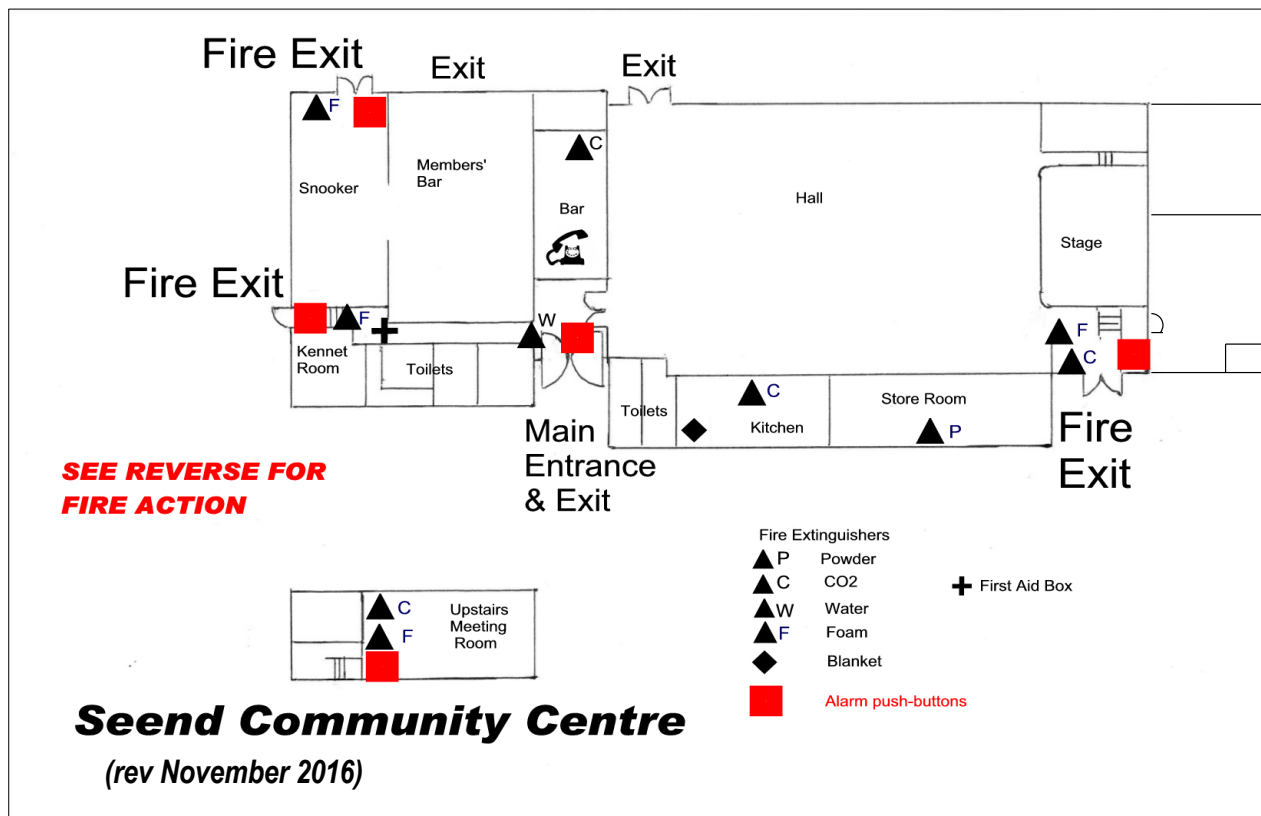 Fire Exit
Exit
Exit
F
C
Members'
Bar
Snooker
Bar
Hall
Stage
Fire Exit
F
W
F
C
Kennet
Room
Toilets
Toilets
C
Kitchen
Store Room
P
Main
Entrance
& Exit
Fire
Exit
SEE REVERSE FOR
FIRE ACTION
Fire Extinguishers
P Powder
C CO2
W Water
F Foam
Blanket
Alarm push-buttons
First Aid Box
C
F
Upstairs
Meeting
Room
Seend Community Centre
(rev November 2016)